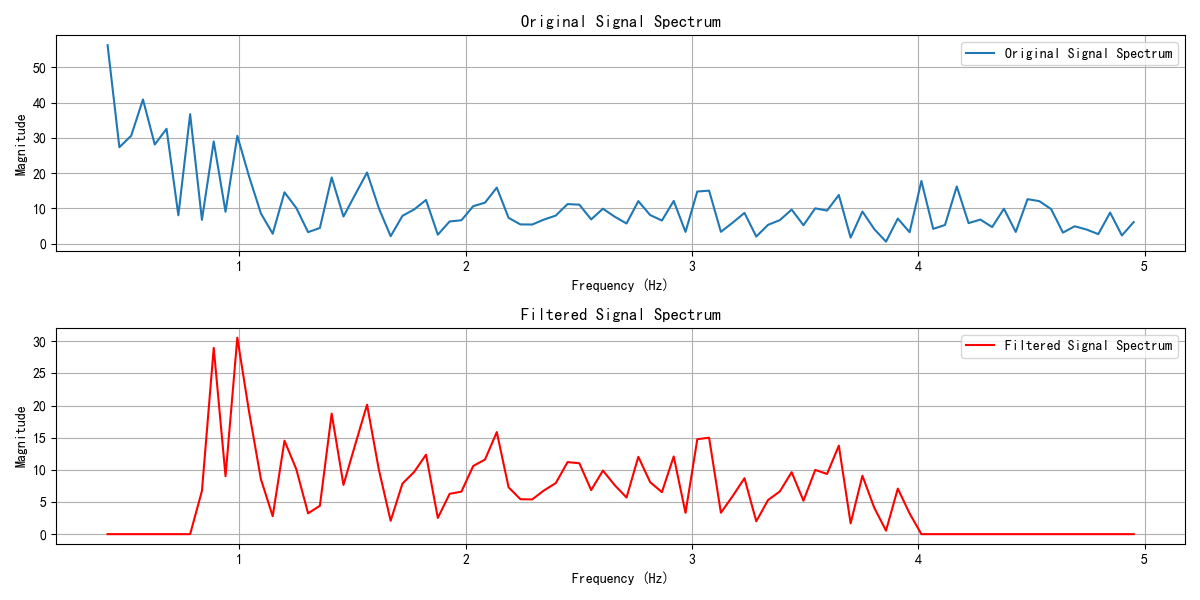 Original Signal Spectrum
Original Signal Spectrum
Magnitude
50
40
30
20
10
0
1
2
3
4
5
Frequency (Hz)
Filtered Signal Spectrum
Filtered Signal Spectrum
Magnitude
30
25
20
15
10
5
0
1
2
3
4
5
Frequency (Hz)